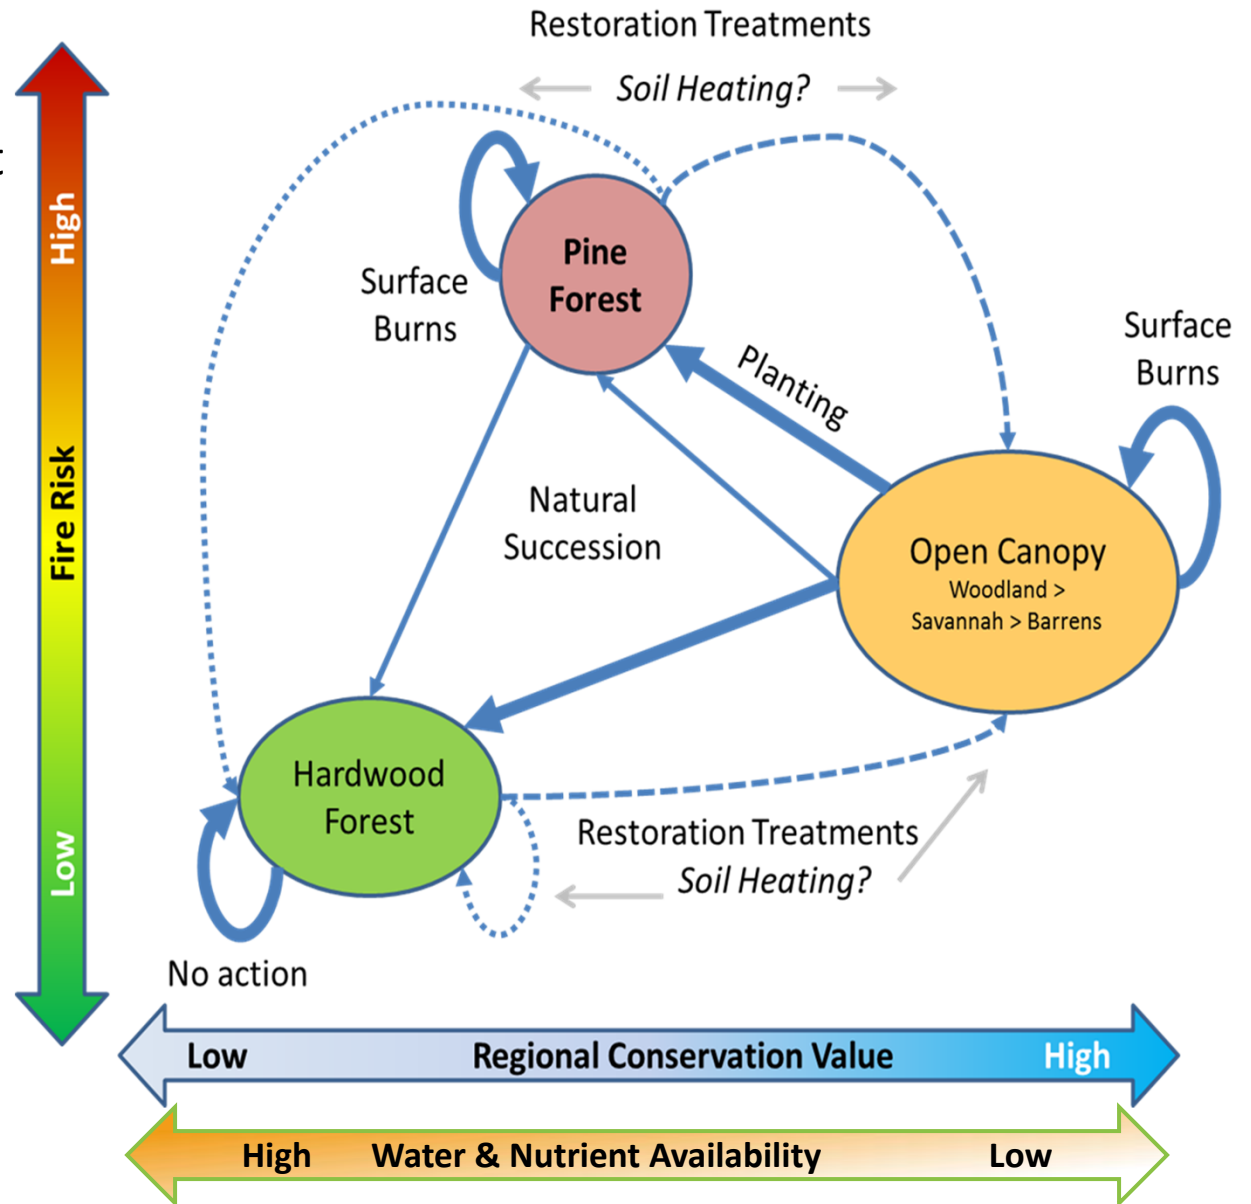 Restoration Treatments
Soil Heating?
t
High
Fire Risk
Low
Pine
Forest
Surface
Burns
Planting
Surface
Burns
Natural
Succession
Open Canopy
Woodland >
Savannah > Barrens
Hardwood
Forest
Restoration Treatments
Soil Heating?
No action
Low Regional Conservation Value High
High Water & Nutrient Availability Low